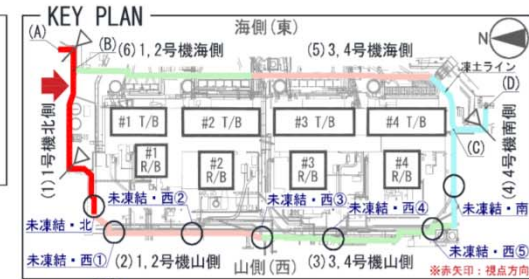 KEY PLAN
海側(東)
(A)
(B)
(6)1,2号機海側
(5)3,4号機海側
N
凍土ライン
(D)
#1 T/B
#2 T/B
#3 T/B
#4 T/B
(1)1号機北側
#1
R/B
#2
R/B
#3
R/B
#4
R/B
(C)
(4)4号機南側
未凍結・北
未凍結・西②
未凍結・西③
未凍結・西④
未凍結・南
未凍結・西①
(2)1,2号機山側
(3)3,4号機山側
未凍結・西⑤
山側(西)
※赤矢印:視点方向